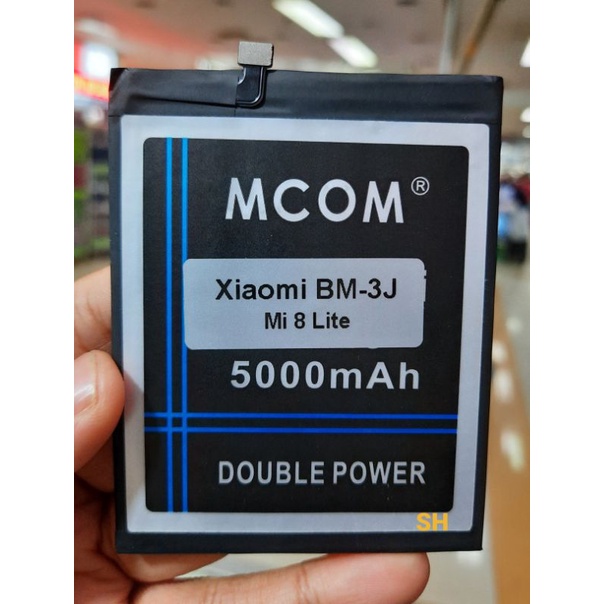 MCOM®
Xiaomi BM-3J
Mi 8 Lite
5000mAh
DOUBLE POWER
SH